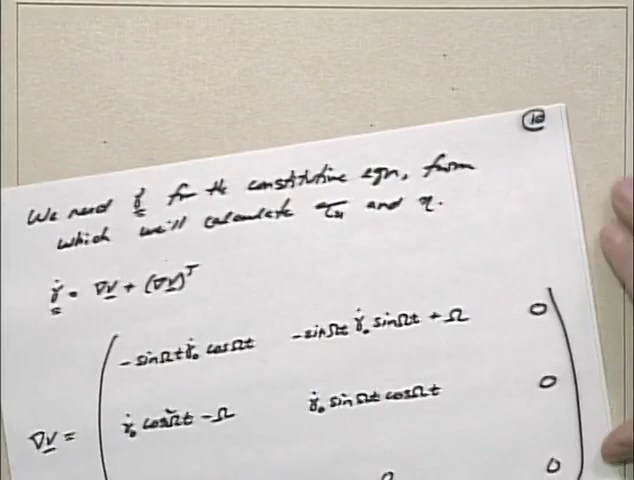 10
We need γ̇ for the constitutive eqn, from
which we'll calculate τ₂₁ and η.
γ̇ = ∇v + (∇v)ᵀ
-sinΩt γ̇₀ cosΩt   -sinΩt γ̇₀ sinΩt + Ω   0
∇v =   γ̇₀ cos²Ωt - Ω   γ̇₀ sinΩt cosΩt   0
0   0